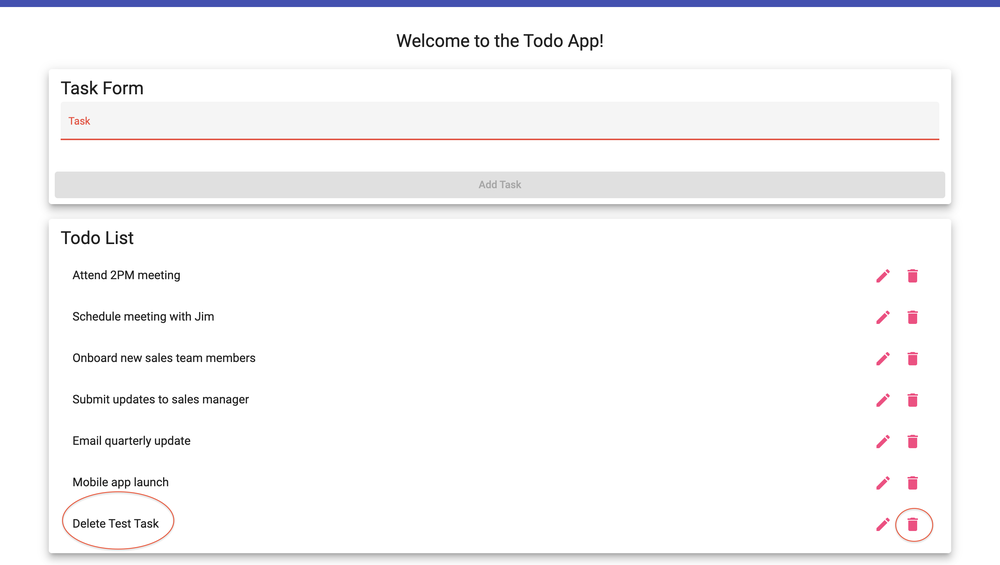 Welcome to the Todo App!
Task Form
Task
Add Task
Todo List
Attend 2PM meeting
Schedule meeting with Jim
Onboard new sales team members
Submit updates to sales manager
Email quarterly update
Mobile app launch
Delete Test Task